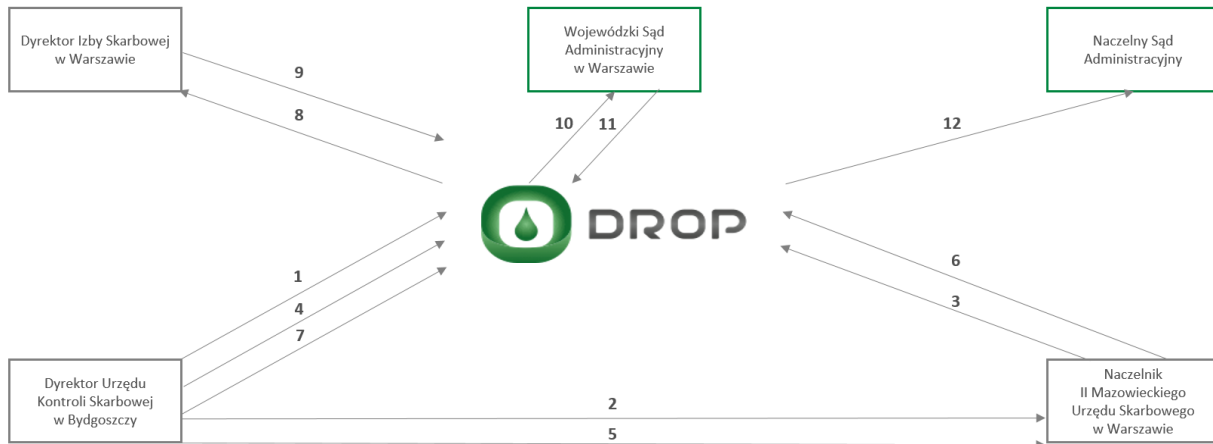 Dyrektor Izby Skarbowej
w Warszawie
Wojewódzki Sąd
Administracyjny
w Warszawie
Naczelny Sąd
Administracyjny
9
8
10
11
12
DROP
1
4
7
6
3
Dyrektor Urzędu
Kontroli Skarbowej
w Bydgoszczy
2
5
Naczelnik
II Mazowieckiego
Urzędu Skarbowego
w Warszawie